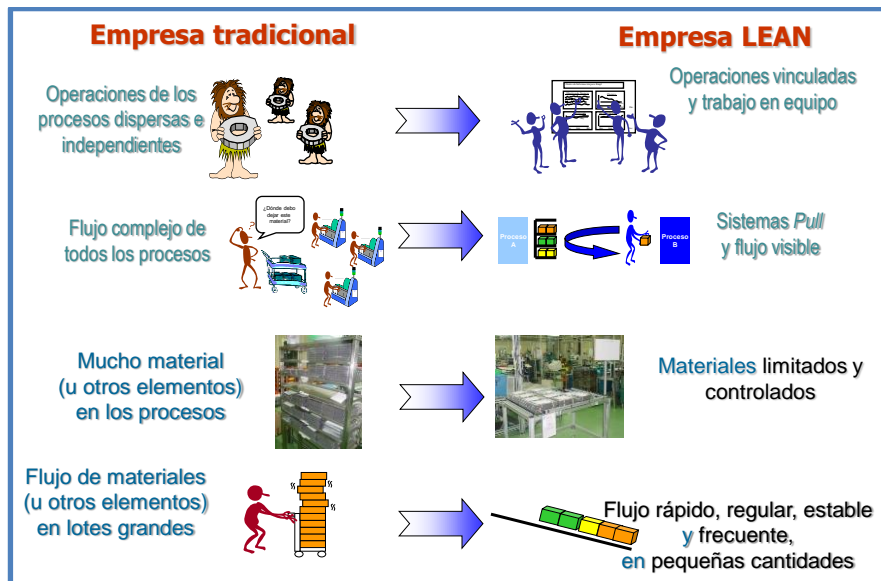 Empresa tradicional
Empresa LEAN
Operaciones de los
procesos dispersas e
independientes
Operaciones vinculadas
y trabajo en equipo
Flujo complejo de
todos los procesos
¿Dónde debo
dejar este
material?
Proceso
A
Proceso
B
Sistemas Pull
y flujo visible
Mucho material
(u otros elementos)
en los procesos
Materiales limitados y
controlados
Flujo de materiales
(u otros elementos)
en lotes grandes
Flujo rápido, regular, estable
y frecuente,
en pequeñas cantidades